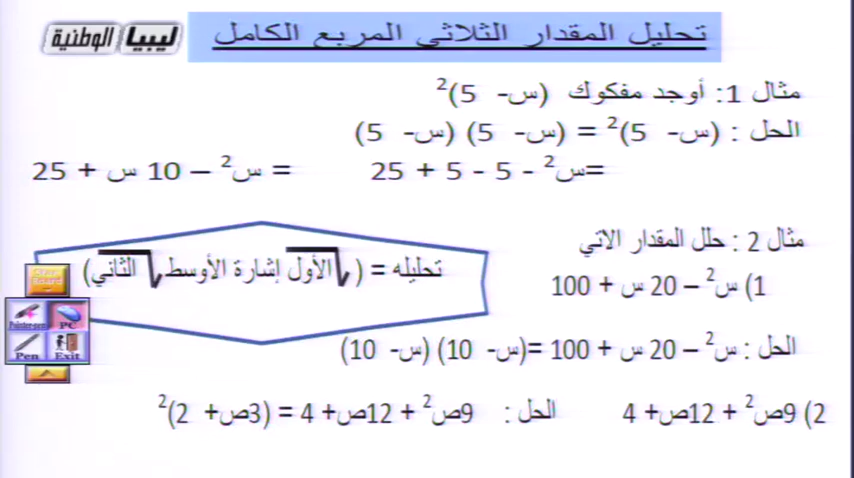 تحليل المقدار الثلاثي المربع الكامل
ليبيا الوطنية
مثال 1: أوجد مفكوك (س- 5)²
الحل : (س- 5)² = (س- 5) (س- 5)
=س² - 5 - 5 + 25 = س² – 10 س + 25
مثال 2 : حلل المقدار الاتي
تحليله = (√الأول إشارة الأوسط √الثاني)
1) س² – 20 س + 100
الحل : س² – 20 س + 100 =(س- 10) (س- 10)
2) 9ص² + 12ص+ 4 الحل : 9ص² + 12ص+ 4 = (3ص+ 2)²
Board
Pointer-pen
PC
Pen
Exit